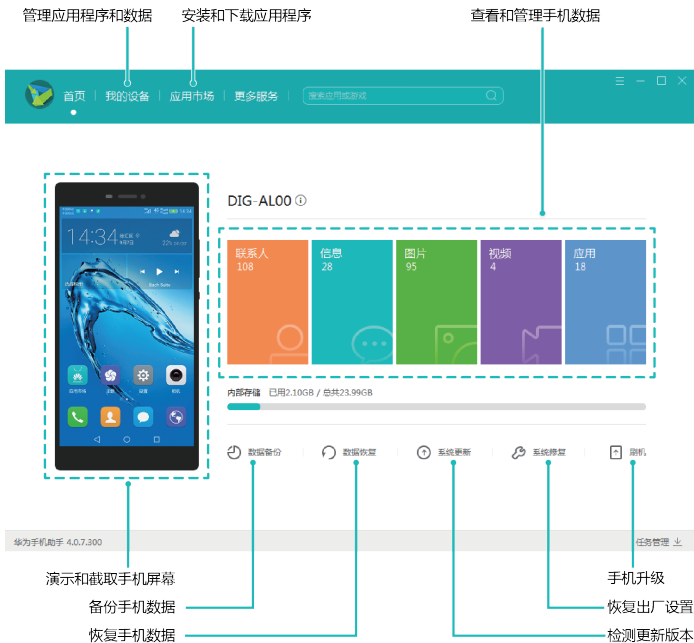 管理应用程序和数据
安装和下载应用程序
查看和管理手机数据
首页
我的设备
应用市场
更多服务
搜索应用或游戏
DIG-AL00
14:34
联系人
108
信息
28
图片
95
视频
4
应用
18
内部存储 已用2.10GB / 总共23.99GB
数据备份
数据恢复
系统更新
系统修复
刷机
华为手机助手 4.0.7.300
任务管理
演示和截取手机屏幕
手机升级
备份手机数据
恢复出厂设置
恢复手机数据
检测更新版本